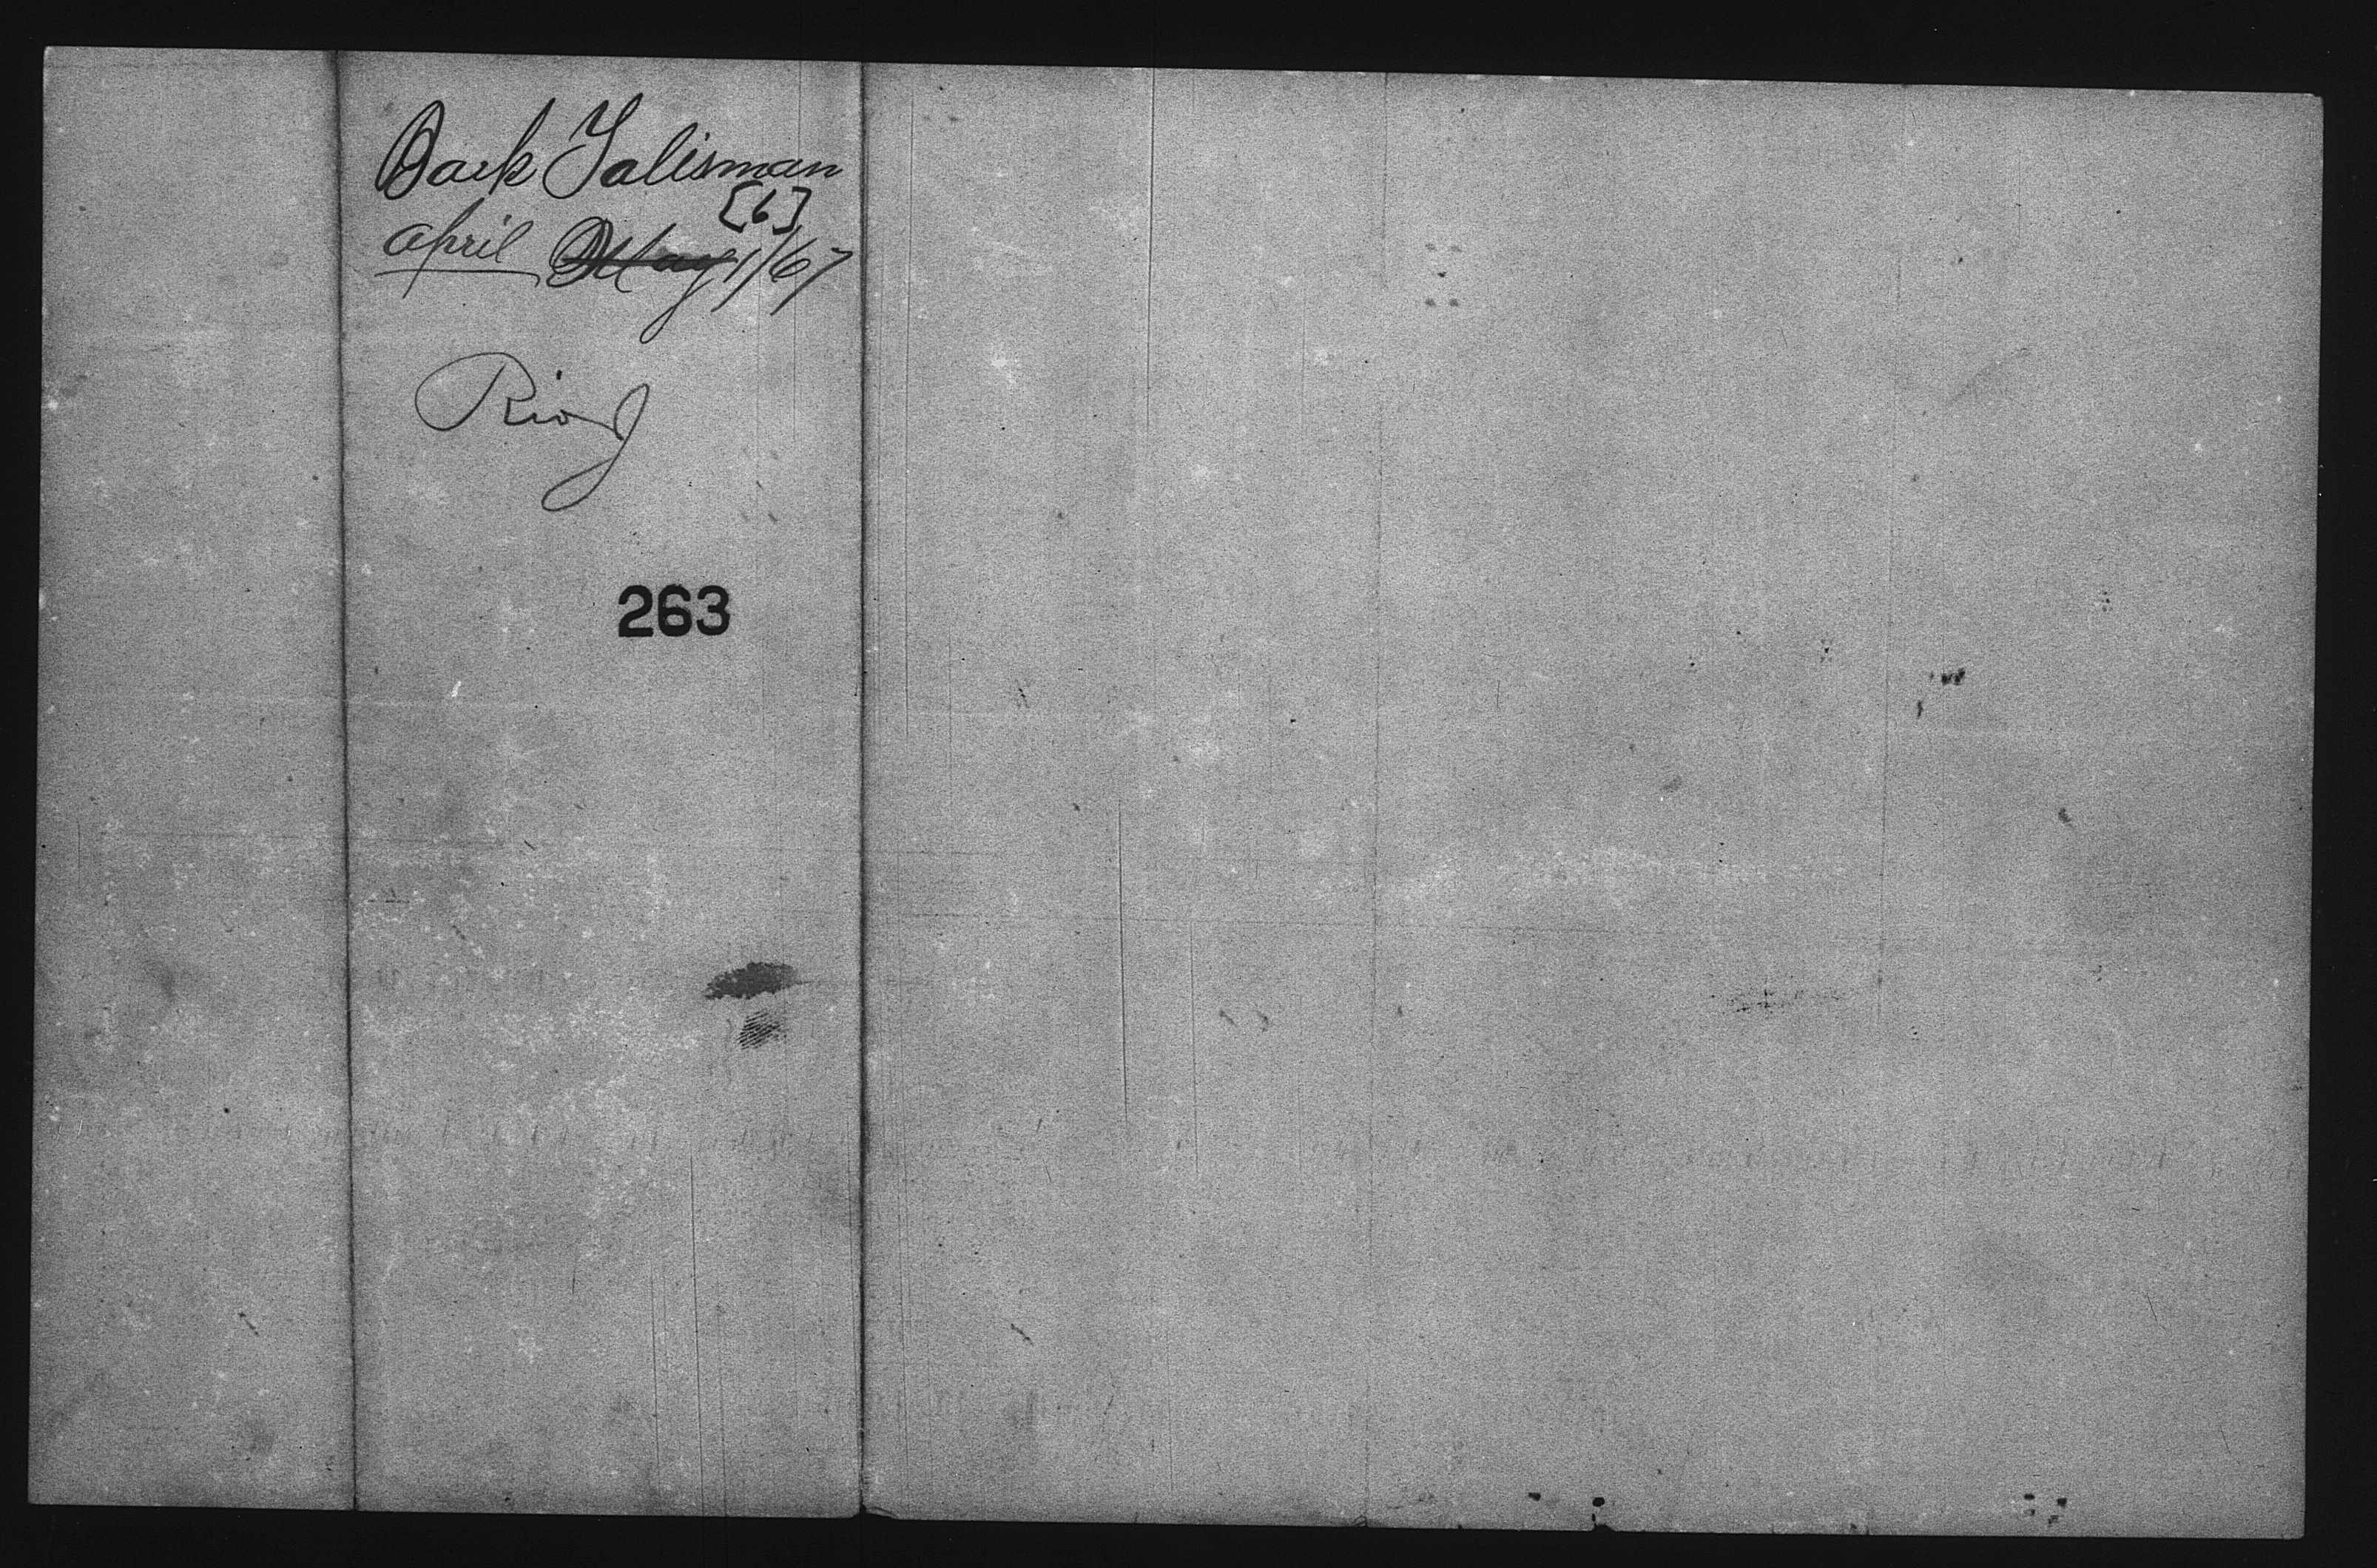 Bark Talisman
[6]
April May 1/67
Rio J
263